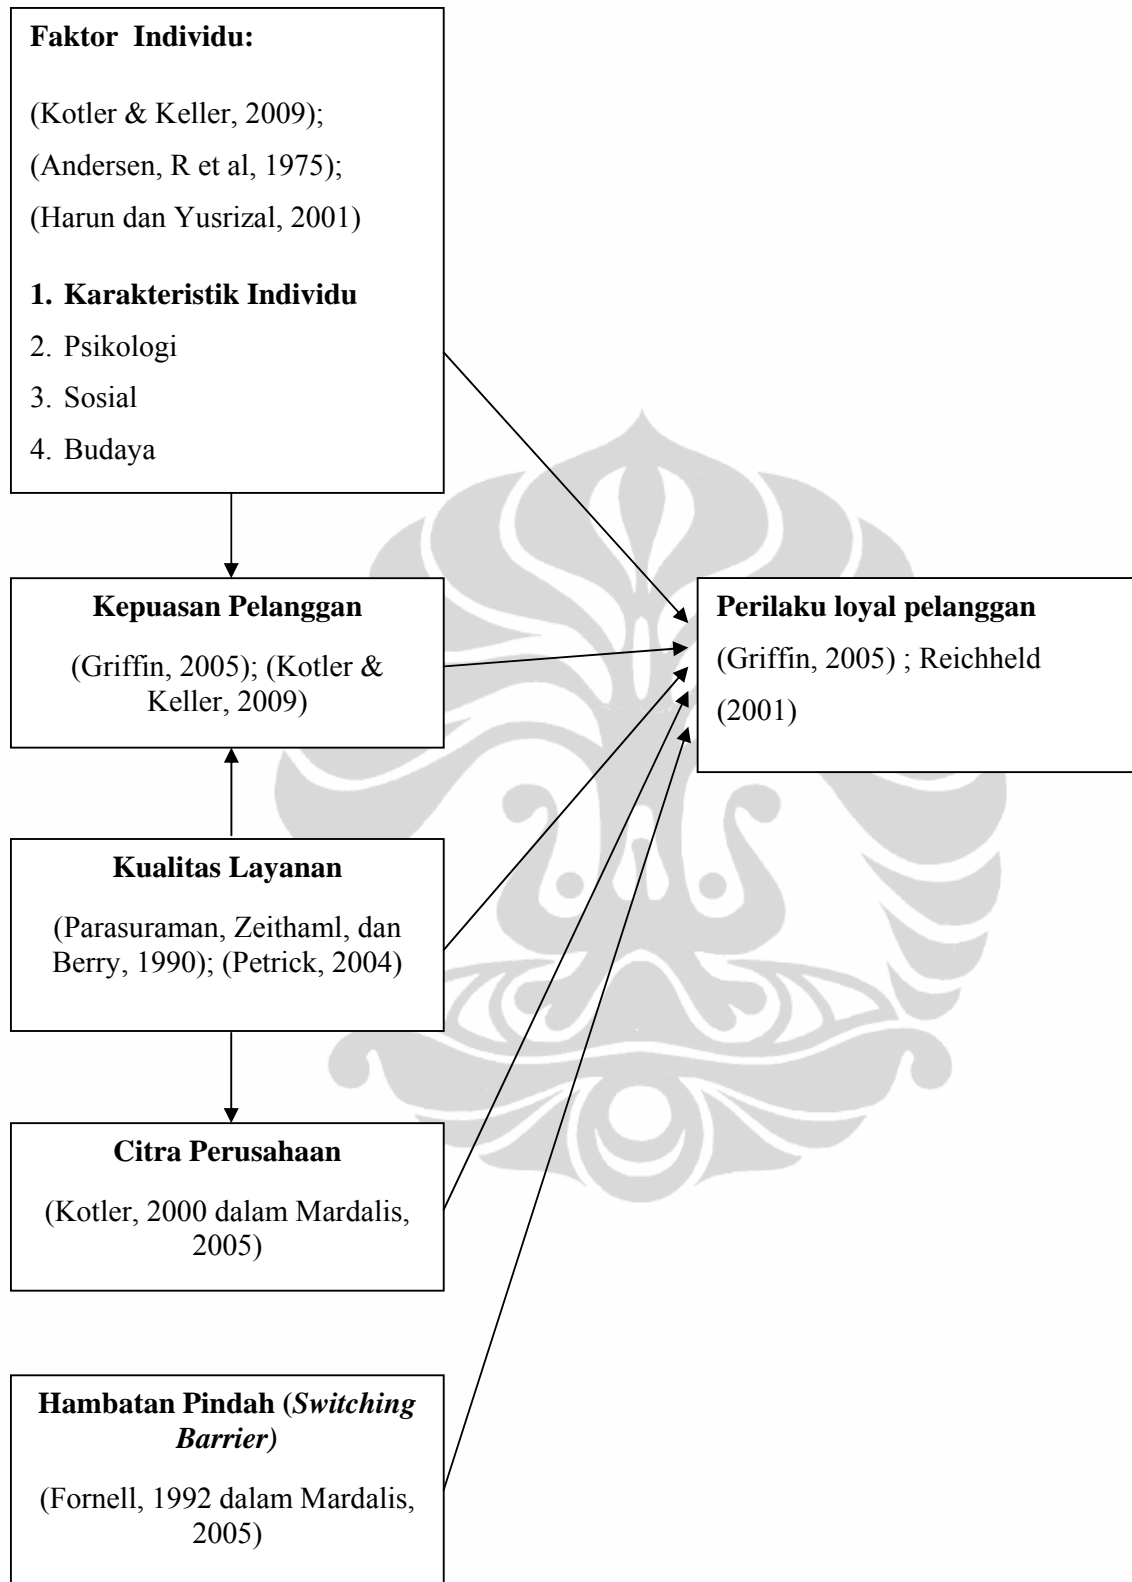 Faktor Individu:
(Kotler & Keller, 2009);
(Andersen, R et al, 1975);
(Harun dan Yusrizal, 2001)
1. Karakteristik Individu
2. Psikologi
3. Sosial
4. Budaya
Kepuasan Pelanggan
(Griffin, 2005); (Kotler &
Keller, 2009)
Perilaku loyal pelanggan
(Griffin, 2005) ; Reichheld
(2001)
Kualitas Layanan
(Parasuraman, Zeithaml, dan
Berry, 1990); (Petrick, 2004)
Citra Perusahaan
(Kotler, 2000 dalam Mardalis,
2005)
Hambatan Pindah (Switching
Barrier)
(Fornell, 1992 dalam Mardalis,
2005)